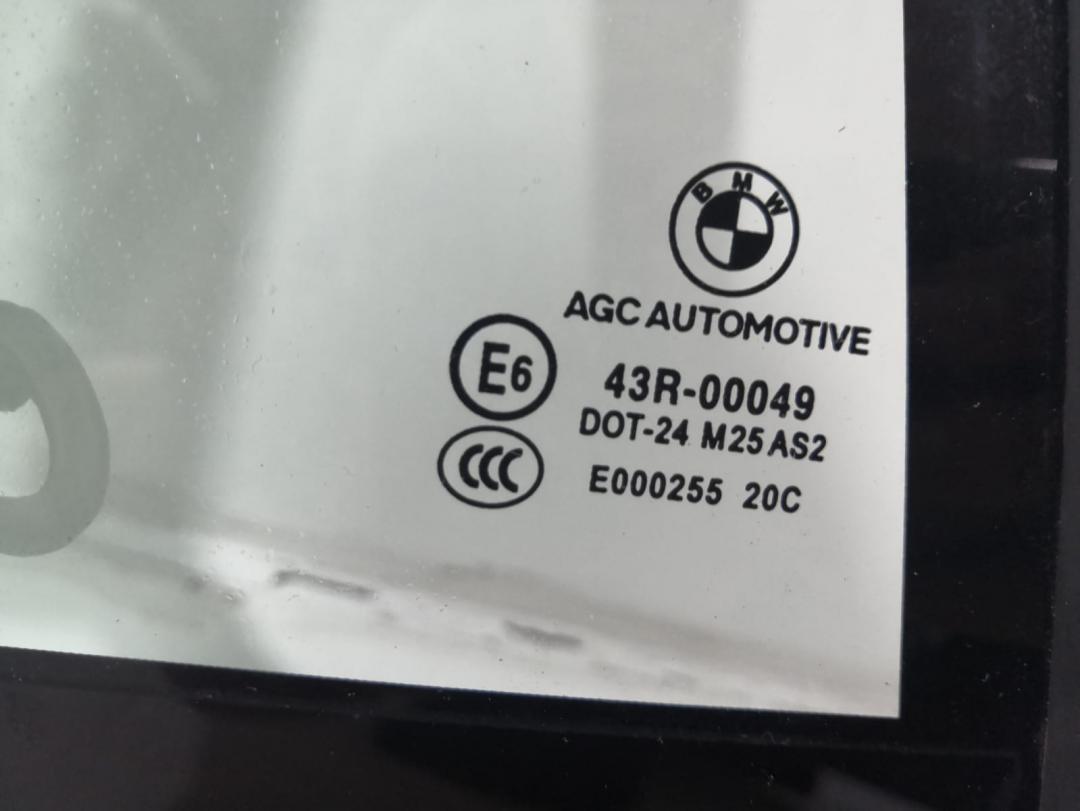 BMW
AGC AUTOMOTIVE
E6
43R-00049
DOT-24 M25 AS2
CCC
E000255 20C